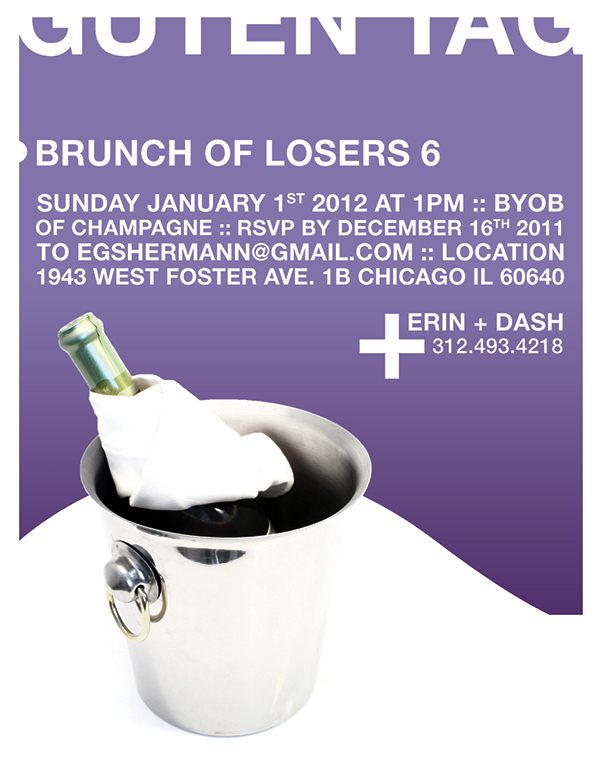 GUTEN TAG
BRUNCH OF LOSERS 6
SUNDAY JANUARY 1ST 2012 AT 1PM :: BYOB
OF CHAMPAGNE :: RSVP BY DECEMBER 16TH 2011
TO EGSHERMANN@GMAIL.COM :: LOCATION
1943 WEST FOSTER AVE. 1B CHICAGO IL 60640
ERIN + DASH
312.493.4218